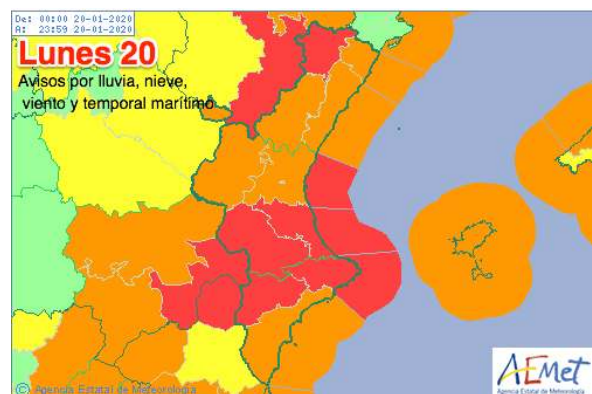 De: 00:00 20-01-2020
A: 23:59 20-01-2020
Lunes 20
Avisos por lluvia, nieve,
viento y temporal marítimo
© Agencia Estatal de Meteorología
AEMet
Agencia Estatal de Meteorología